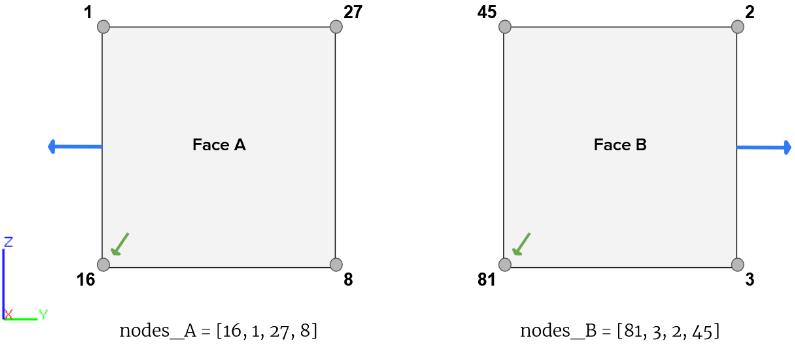 1 27 45 2
Face A Face B
Z
X Y
16 8 81 3
nodes_A = [16, 1, 27, 8] nodes_B = [81, 3, 2, 45]